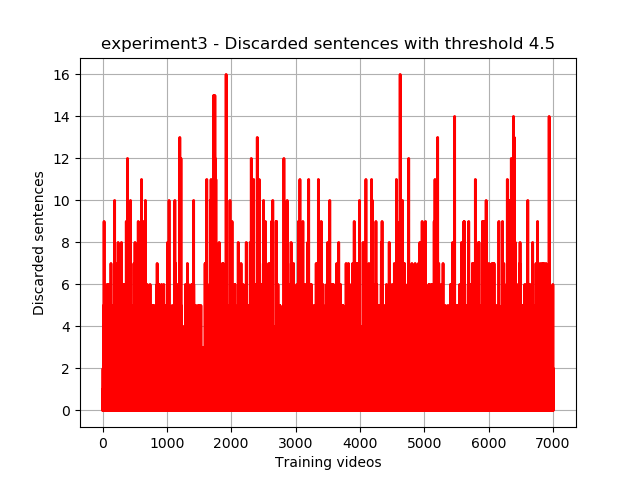 experiment3 - Discarded sentences with threshold 4.5
16
14
12
10
8
6
4
2
0
Discarded sentences
0 1000 2000 3000 4000 5000 6000 7000
Training videos